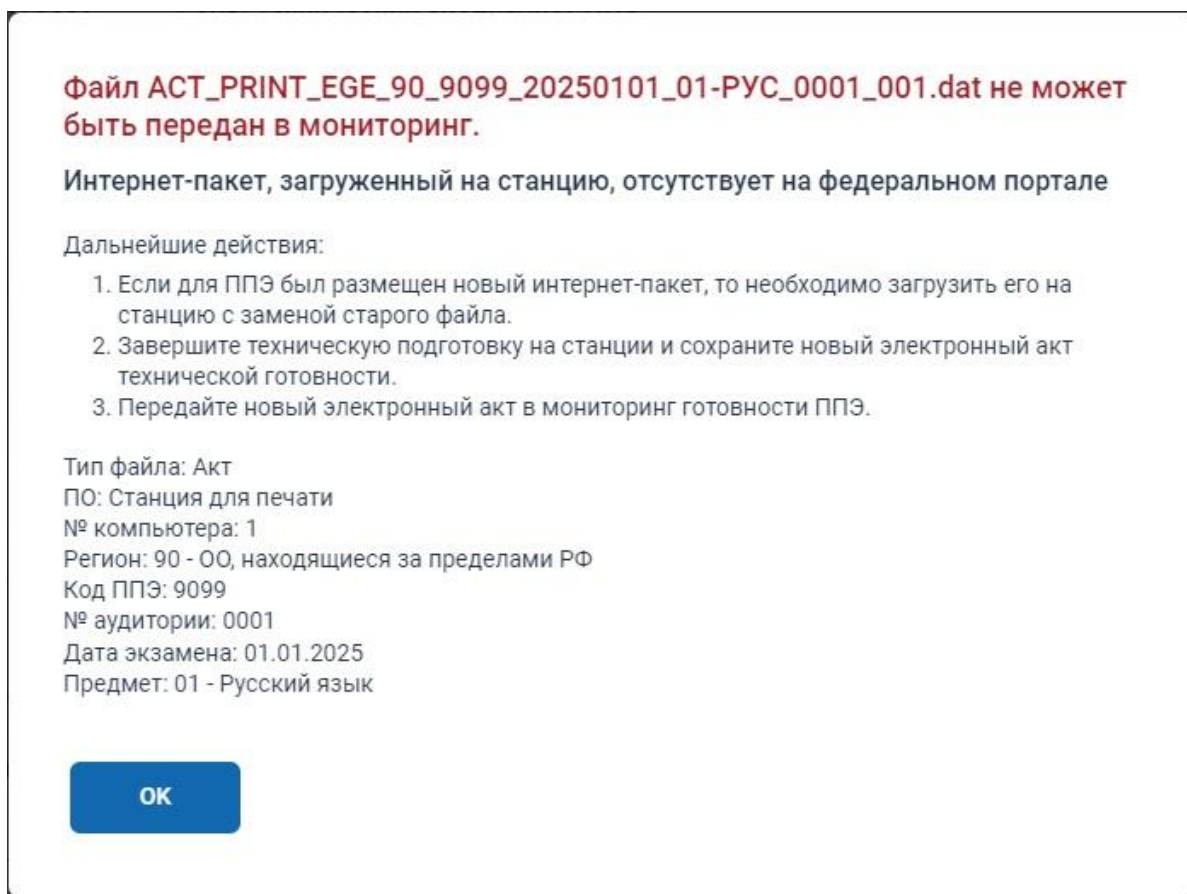 Файл ACT_PRINT_EGE_90_9099_20250101_01-РУС_0001_001.dat не может
быть передан в мониторинг.
Интернет-пакет, загруженный на станцию, отсутствует на федеральном портале
Дальнейшие действия:
1. Если для ППЭ был размещен новый интернет-пакет, то необходимо загрузить его на
станцию с заменой старого файла.
2. Завершите техническую подготовку на станции и сохраните новый электронный акт
технической готовности.
3. Передайте новый электронный акт в мониторинг готовности ППЭ.
Тип файла: Акт
ПО: Станция для печати
№ компьютера: 1
Регион: 90 - ОО, находящиеся за пределами РФ
Код ППЭ: 9099
№ аудитории: 0001
Дата экзамена: 01.01.2025
Предмет: 01 - Русский язык
ОК